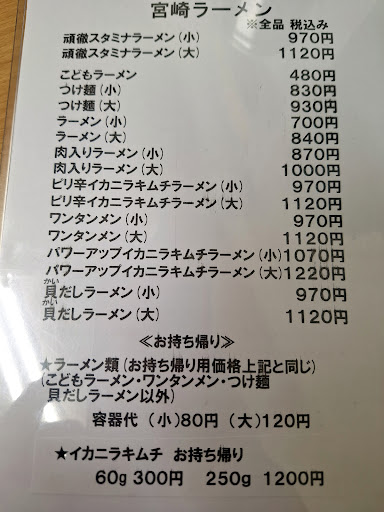 宮崎ラーメン
※全品 税込み
頑徹スタミナラーメン(小) 970円
頑徹スタミナラーメン(大) 1120円
こどもラーメン 480円
つけ麺(小) 830円
つけ麺(大) 930円
ラーメン(小) 700円
ラーメン(大) 840円
肉入りラーメン(小) 870円
肉入りラーメン(大) 1000円
ピリ辛イカニラキムチラーメン(小) 970円
ピリ辛イカニラキムチラーメン(大) 1120円
ワンタンメン(小) 970円
ワンタンメン(大) 1120円
パワーアップイカニラキムチラーメン(小)1070円
パワーアップイカニラキムチラーメン(大)1220円
かい
貝だしラーメン(小) 970円
かい
貝だしラーメン(大) 1120円
≪お持ち帰り≫
★ラーメン類(お持ち帰り用価格上記と同じ)
(こどもラーメン・ワンタンメン・つけ麺
貝だしラーメン以外)
容器代 (小)80円 (大)120円
★イカニラキムチ お持ち帰り
60g 300円 250g 1200円